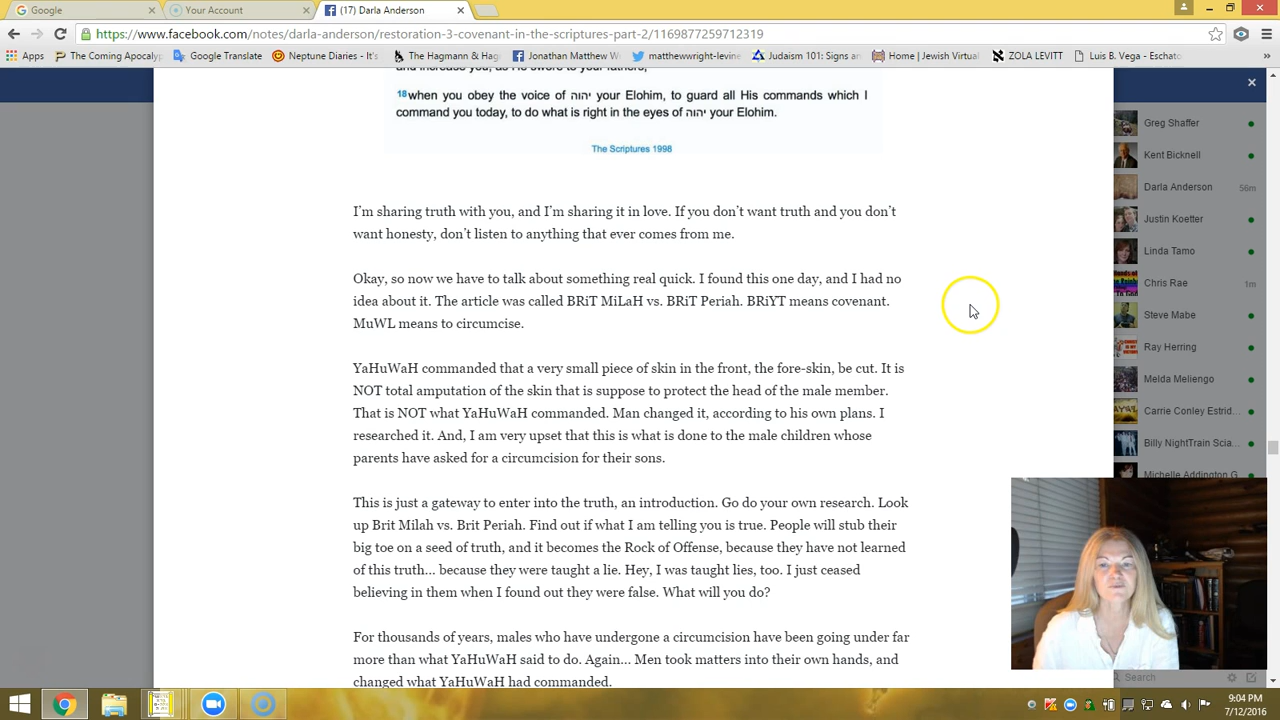 Google
Your Account
(17) Darla Anderson
https://www.facebook.com/notes/darla-anderson/restoration-3-covenant-in-the-scriptures-part-2/1169877259712319
Apps
The Coming Apocalyp
The Hagmann & Hag
Google Translate
Neptune Diaries - It's
Jonathan Matthew W
matthewwright-levine
Judaism 101: Signs an
Home | Jewish Virtual
ZOLA LEVITT
Luis B. Vega - Eschato
and increase you, as He swore to your fathers,
18when you obey the voice of יהוה your Elohim, to guard all His commands which I
command you today, to do what is right in the eyes of יהוה your Elohim.
The Scriptures 1998
I'm sharing truth with you, and I'm sharing it in love. If you don't want truth and you don't
want honesty, don't listen to anything that ever comes from me.
Okay, so now we have to talk about something real quick. I found this one day, and I had no
idea about it. The article was called BRiT MiLaH vs. BRiT Periah. BRiYT means covenant.
MuWL means to circumcise.
YaHuWaH commanded that a very small piece of skin in the front, the fore-skin, be cut. It is
NOT total amputation of the skin that is suppose to protect the head of the male member.
That is NOT what YaHuWaH commanded. Man changed it, according to his own plans. I
researched it. And, I am very upset that this is what is done to the male children whose
parents have asked for a circumcision for their sons.
This is just a gateway to enter into the truth, an introduction. Go do your own research. Look
up Brit Milah vs. Brit Periah. Find out if what I am telling you is true. People will stub their
big toe on a seed of truth, and it becomes the Rock of Offense, because they have not learned
of this truth... because they were taught a lie. Hey, I was taught lies, too. I just ceased
believing in them when I found out they were false. What will you do?
For thousands of years, males who have undergone a circumcision have been going under far
more than what YaHuWaH said to do. Again... Men took matters into their own hands, and
changed what YaHuWaH had commanded.
Greg Shaffer
Kent Bicknell
Darla Anderson 56m
Justin Koetter
Linda Tamo
Chris Rae 1m
Steve Mabe
Ray Herring
Melda Meliengo
Carrie Conley Estrid...
Billy NightTrain Scia...
Michelle Addington G
Search
9:04 PM
7/12/2016